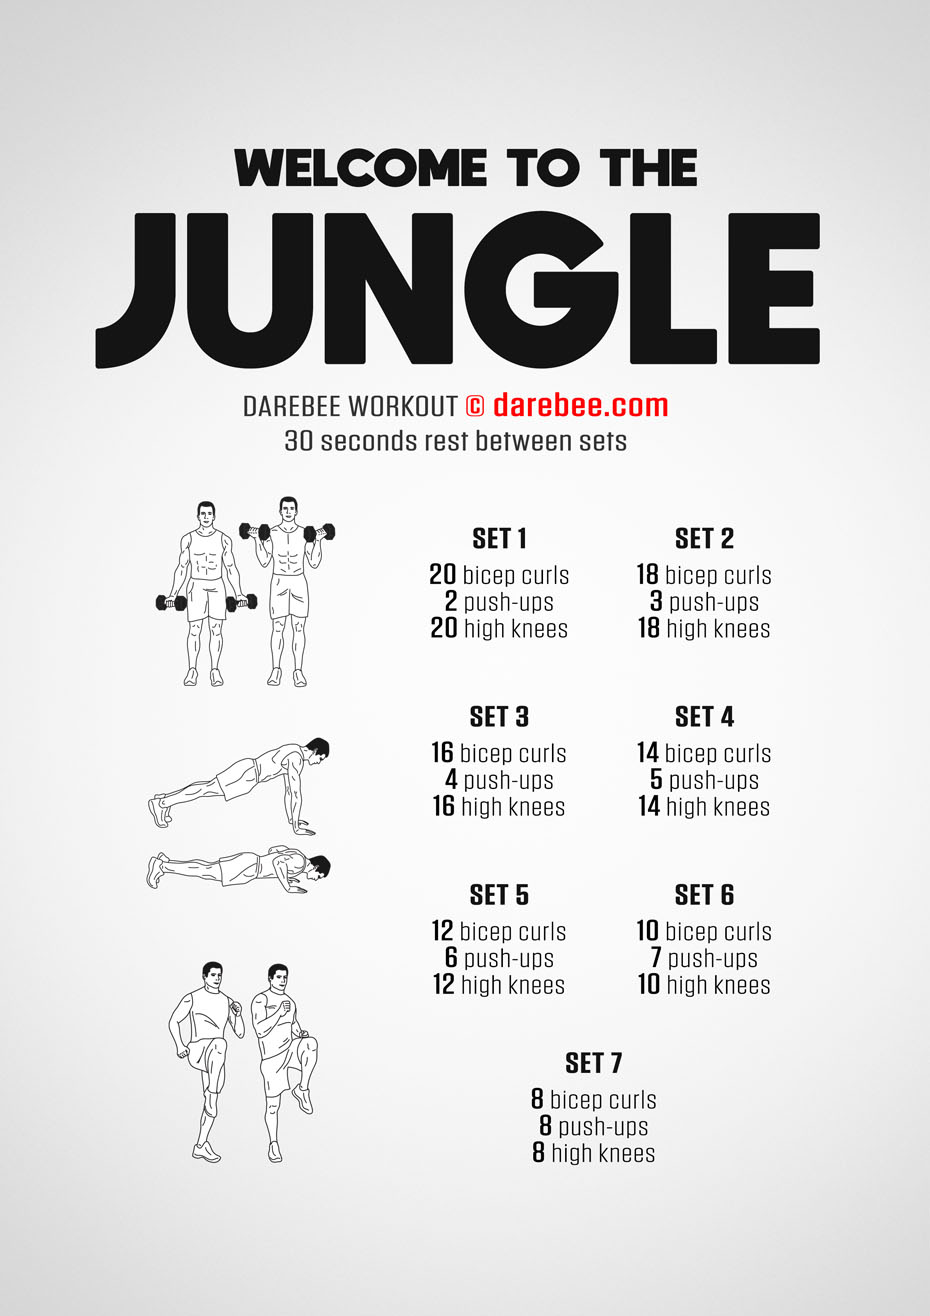 WELCOME TO THE
JUNGLE
DAREBEE WORKOUT © darebee.com
30 seconds rest between sets
SET 1
20 bicep curls
2 push-ups
20 high knees
SET 2
18 bicep curls
3 push-ups
18 high knees
SET 3
16 bicep curls
4 push-ups
16 high knees
SET 4
14 bicep curls
5 push-ups
14 high knees
SET 5
12 bicep curls
6 push-ups
12 high knees
SET 6
10 bicep curls
7 push-ups
10 high knees
SET 7
8 bicep curls
8 push-ups
8 high knees